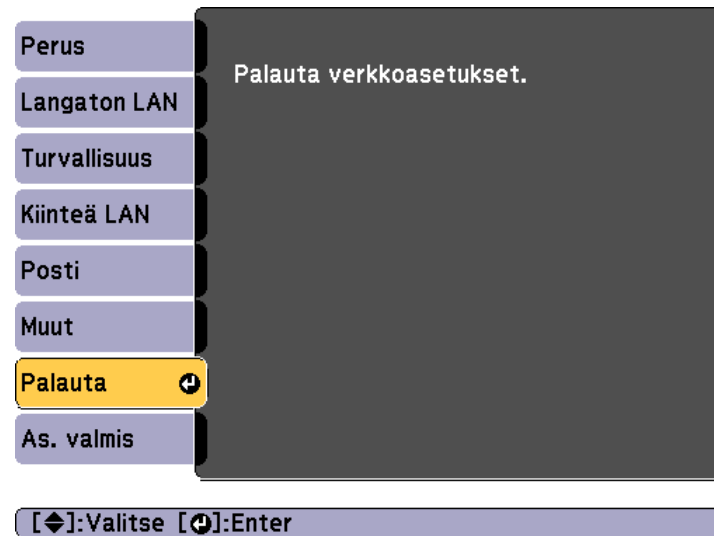 Perus
Langaton LAN
Turvallisuus
Kiinteä LAN
Posti
Muut
Palauta
As. valmis
Palauta verkkoasetukset.
[◆]:Valitse [⏎]:Enter